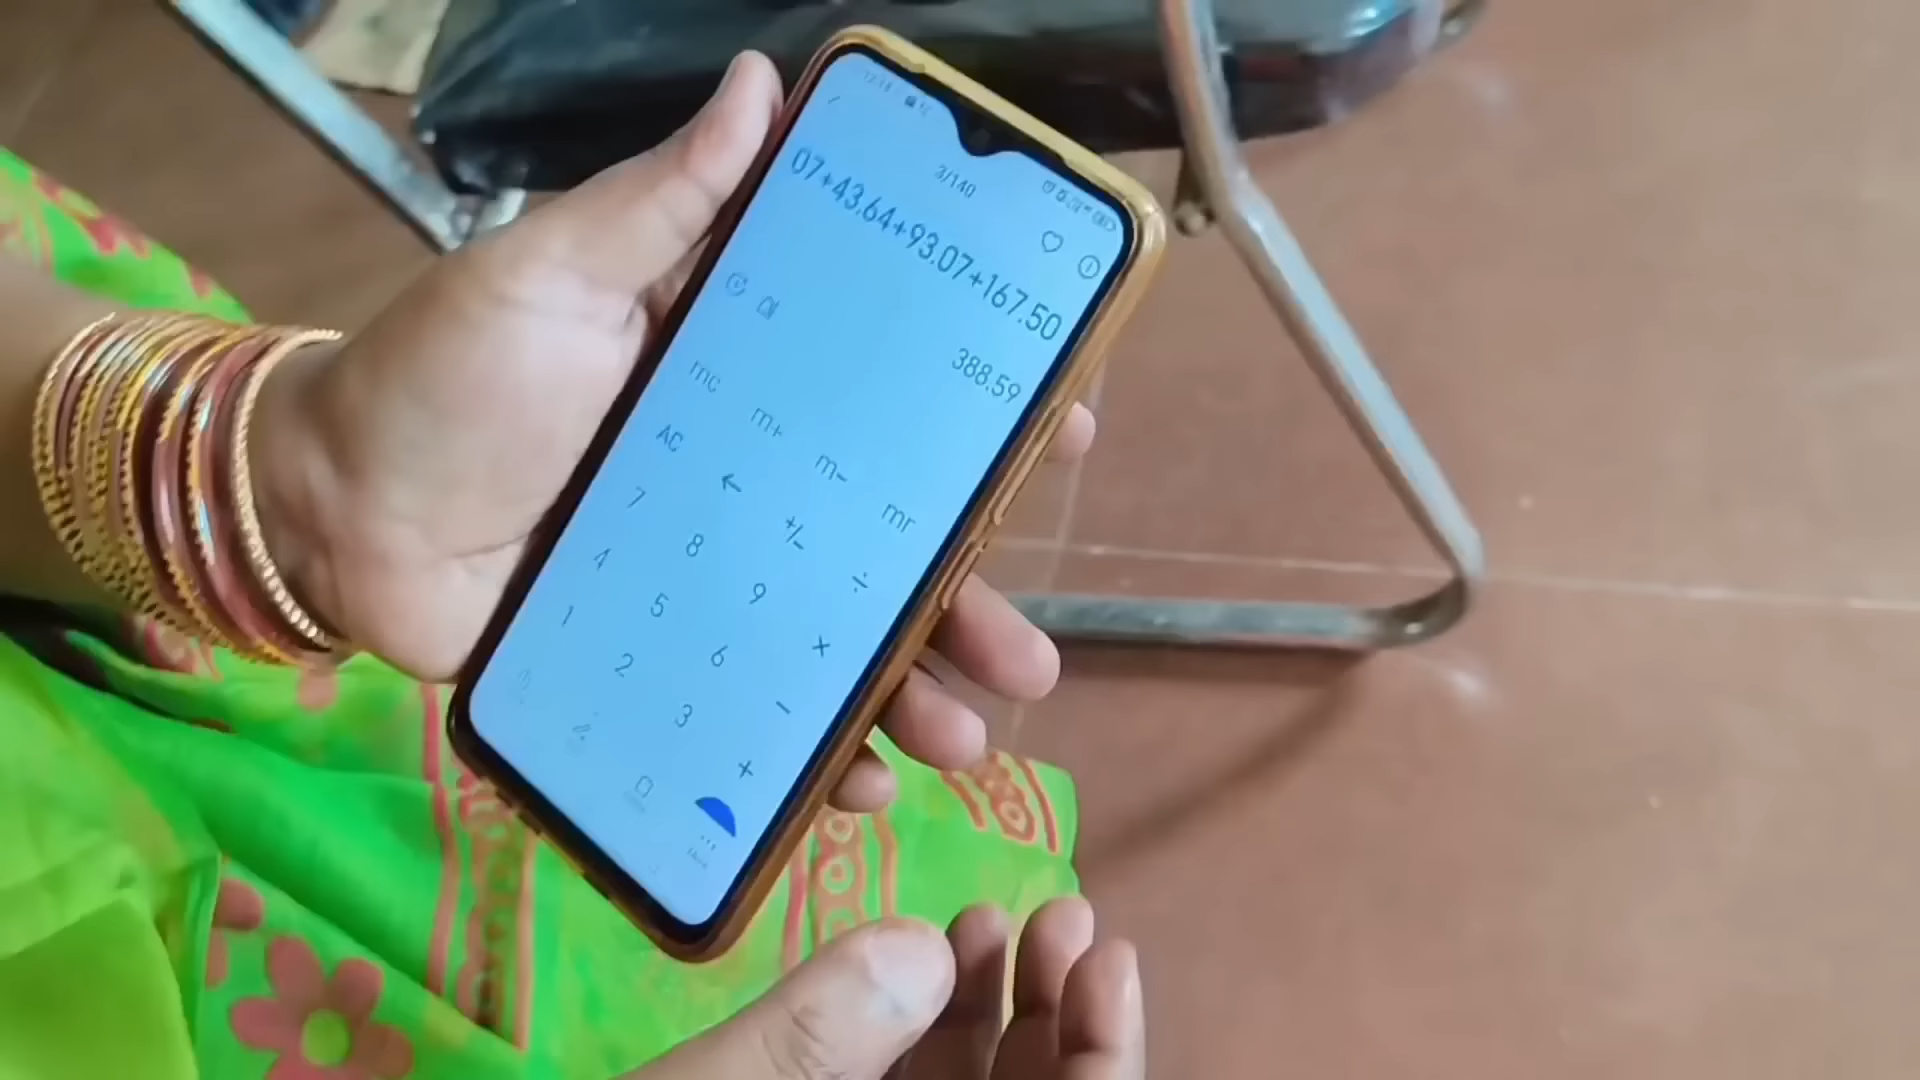 3/140
07+43.64+93.07+167.50
388.59
mc m+ m- mr
AC ← +/- ÷
7 8 9 ×
4 5 6 −
1 2 3 +